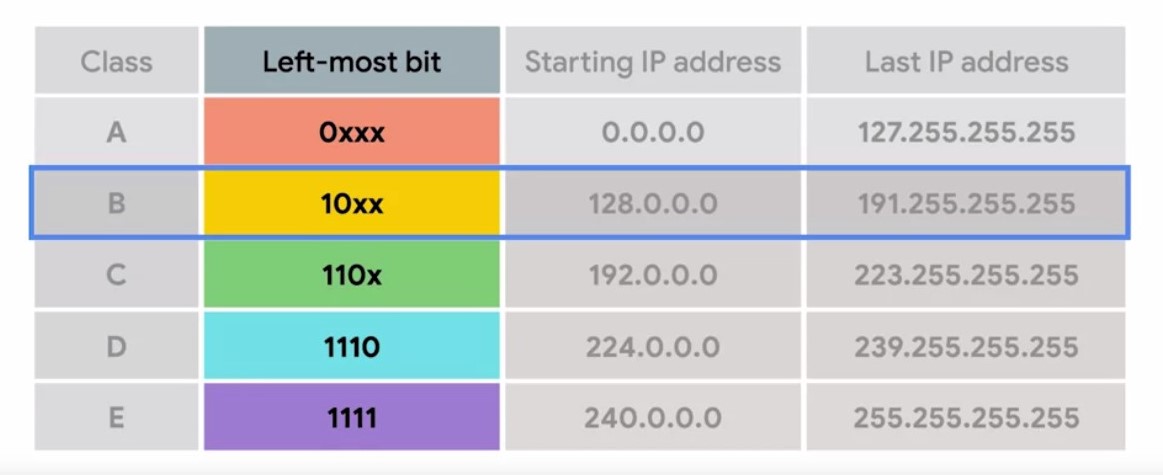 Class Left-most bit Starting IP address Last IP address
A 0xxx 0.0.0.0 127.255.255.255
B 10xx 128.0.0.0 191.255.255.255
C 110x 192.0.0.0 223.255.255.255
D 1110 224.0.0.0 239.255.255.255
E 1111 240.0.0.0 255.255.255.255